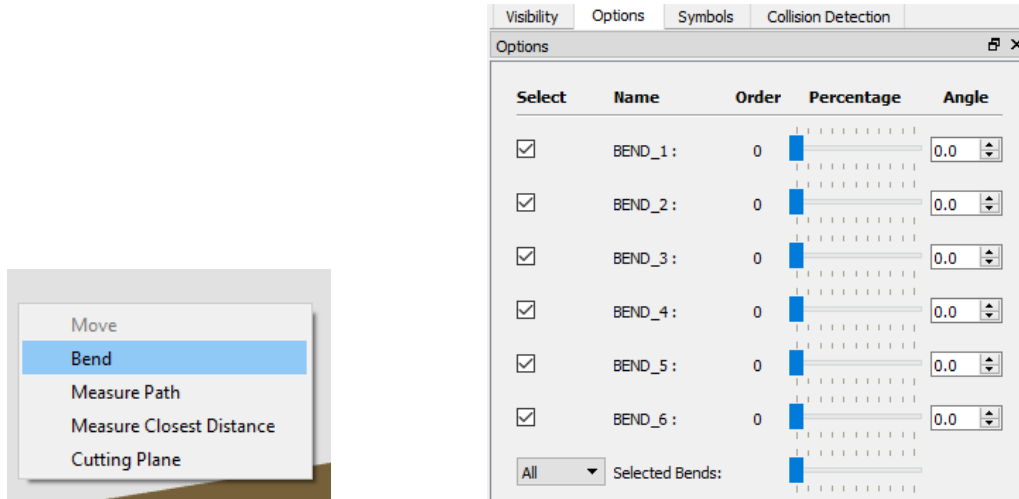 Move
Bend
Measure Path
Measure Closest Distance
Cutting Plane
Visibility Options Symbols Collision Detection
Options
Select Name Order Percentage Angle
BEND_1 : 0 0.0
BEND_2 : 0 0.0
BEND_3 : 0 0.0
BEND_4 : 0 0.0
BEND_5 : 0 0.0
BEND_6 : 0 0.0
All Selected Bends: